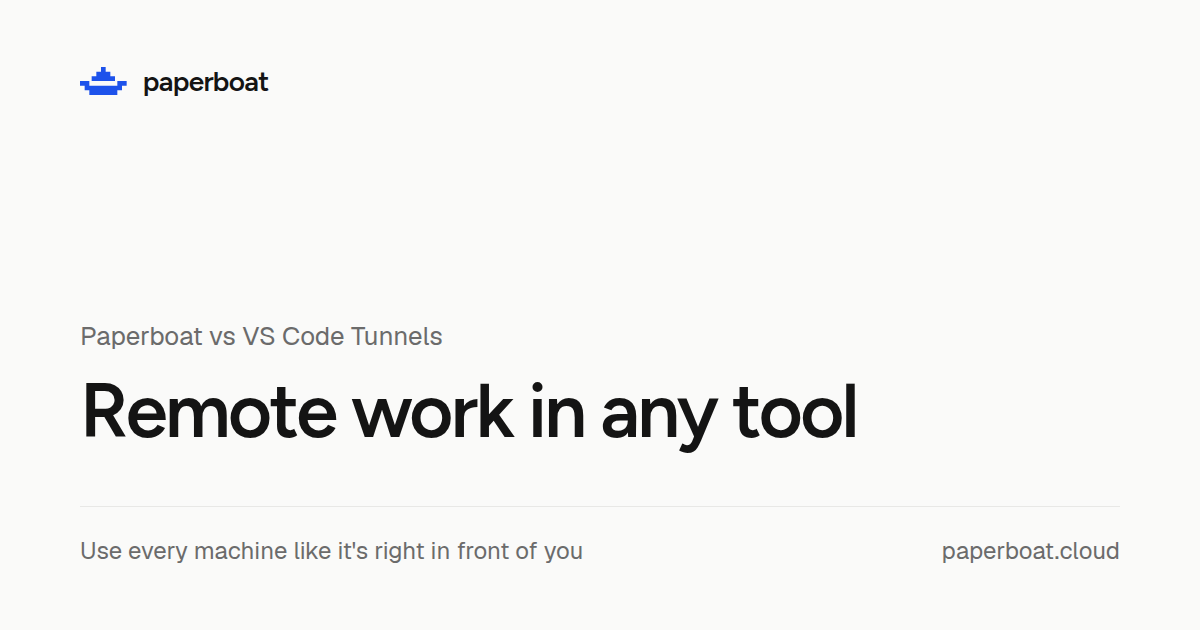 paperboat
Paperboat vs VS Code Tunnels
Remote work in any tool
Use every machine like it's right in front of you
paperboat.cloud